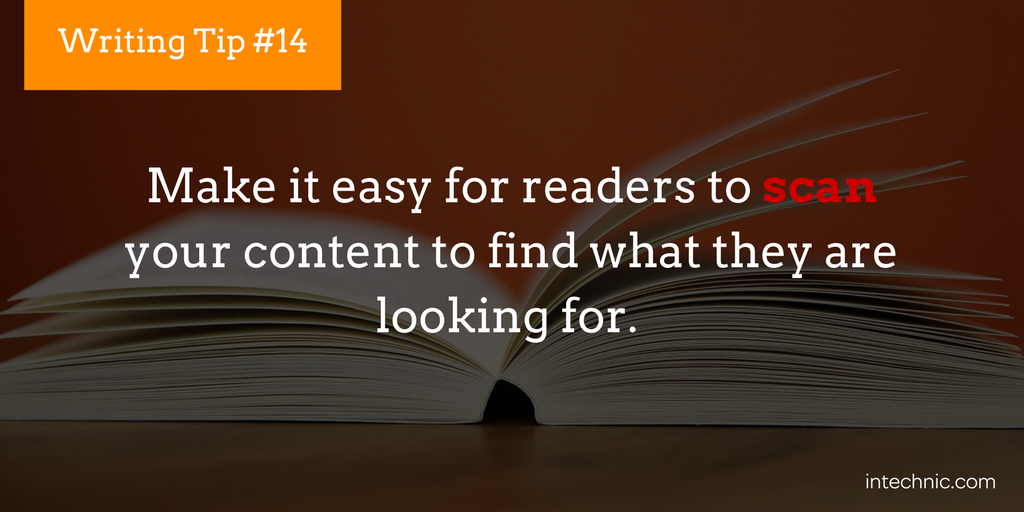 Writing Tip #14
Make it easy for readers to scan
your content to find what they are
looking for.
intechnic.com